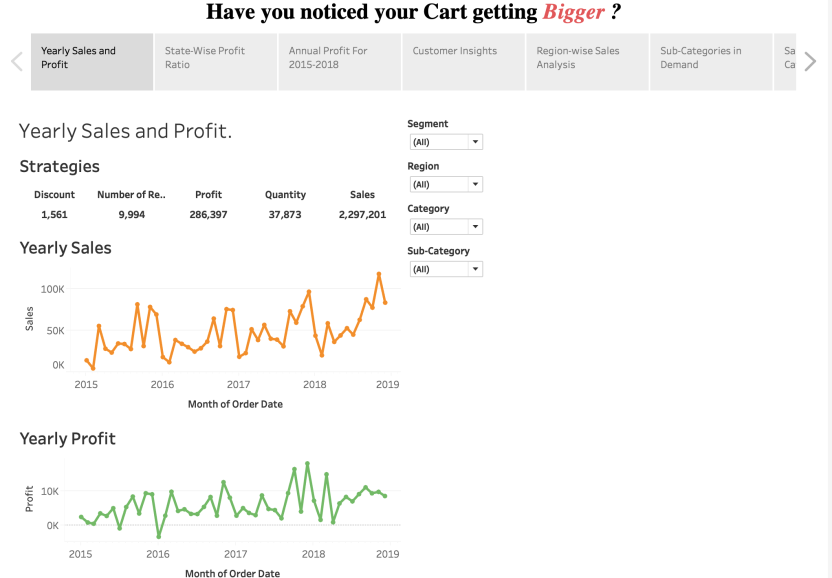 Have you noticed your Cart getting Bigger ?
Yearly Sales and
Profit
State-Wise Profit
Ratio
Annual Profit For
2015-2018
Customer Insights
Region-wise Sales
Analysis
Sub-Categories in
Demand
Sa
Ca
Yearly Sales and Profit.
Strategies
Discount Number of Re.. Profit Quantity Sales
1,561 9,994 286,397 37,873 2,297,201
Segment
(All)
Region
(All)
Category
(All)
Sub-Category
(All)
Yearly Sales
Sales
100K
50K
0K
2015 2016 2017 2018 2019
Month of Order Date
Yearly Profit
Profit
10K
0K
2015 2016 2017 2018 2019
Month of Order Date